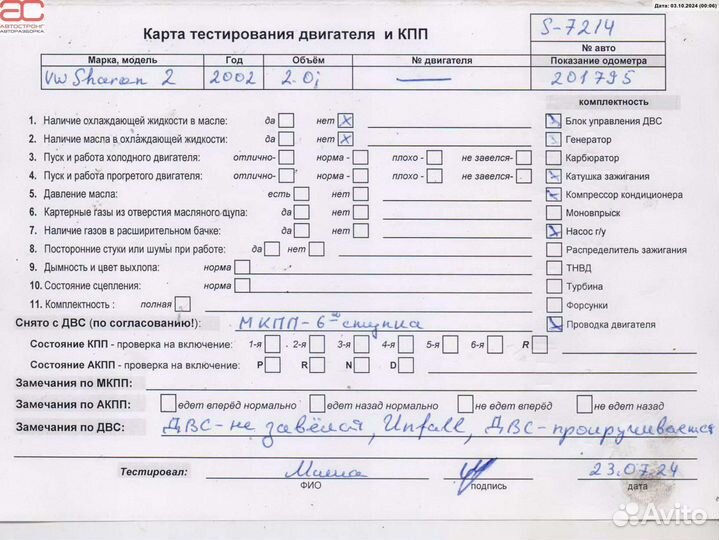 Дата: 03.10.2024 (00:06)
АС
АВТОСТРОНГ
АВТОРАЗБОРКА
Карта тестирования двигателя и КПП
S-7214
№ авто
Марка, модель Год Объём № двигателя Показание одометра
VW Sharan 2 2002 2.0i — 201795
комплектность
1. Наличие охлаждающей жидкости в масле: да нет X
Блок управления ДВС
2. Наличие масла в охлаждающей жидкости: да нет X
Генератор
3. Пуск и работа холодного двигателя: отлично- норма - плохо - не завелся-
Карбюратор
4. Пуск и работа прогретого двигателя: отлично- норма - плохо - не завелся-
Катушка зажигания
5. Давление масла: есть нет
Компрессор кондиционера
6. Картерные газы из отверстия масляного щупа: да нет
Моновпрыск
7. Наличие газов в расширительном бачке: да нет
Насос г/у
8. Посторонние стуки или шумы при работе: да нет
Распределитель зажигания
9. Дымность и цвет выхлопа: норма
ТНВД
10. Состояние сцепления: норма
Турбина
11. Комплектность : полная
Форсунки
Снято с ДВС (по согласованию!): МКПП-6 ступка
Проводка двигателя
Состояние КПП - проверка на включение: 1-я 2-я 3-я 4-я 5-я 6-я R
Состояние АКПП - проверка на включение: P R N D
Замечания по МКПП:
Замечания по АКПП: едет вперёд нормально едет назад нормально не едет вперёд не едет назад
Замечания по ДВС: ДВС-не завёлся, Unfall, ДВС-прокручивается
Тестировал: 23.07.24
ФИО подпись дата
Avito